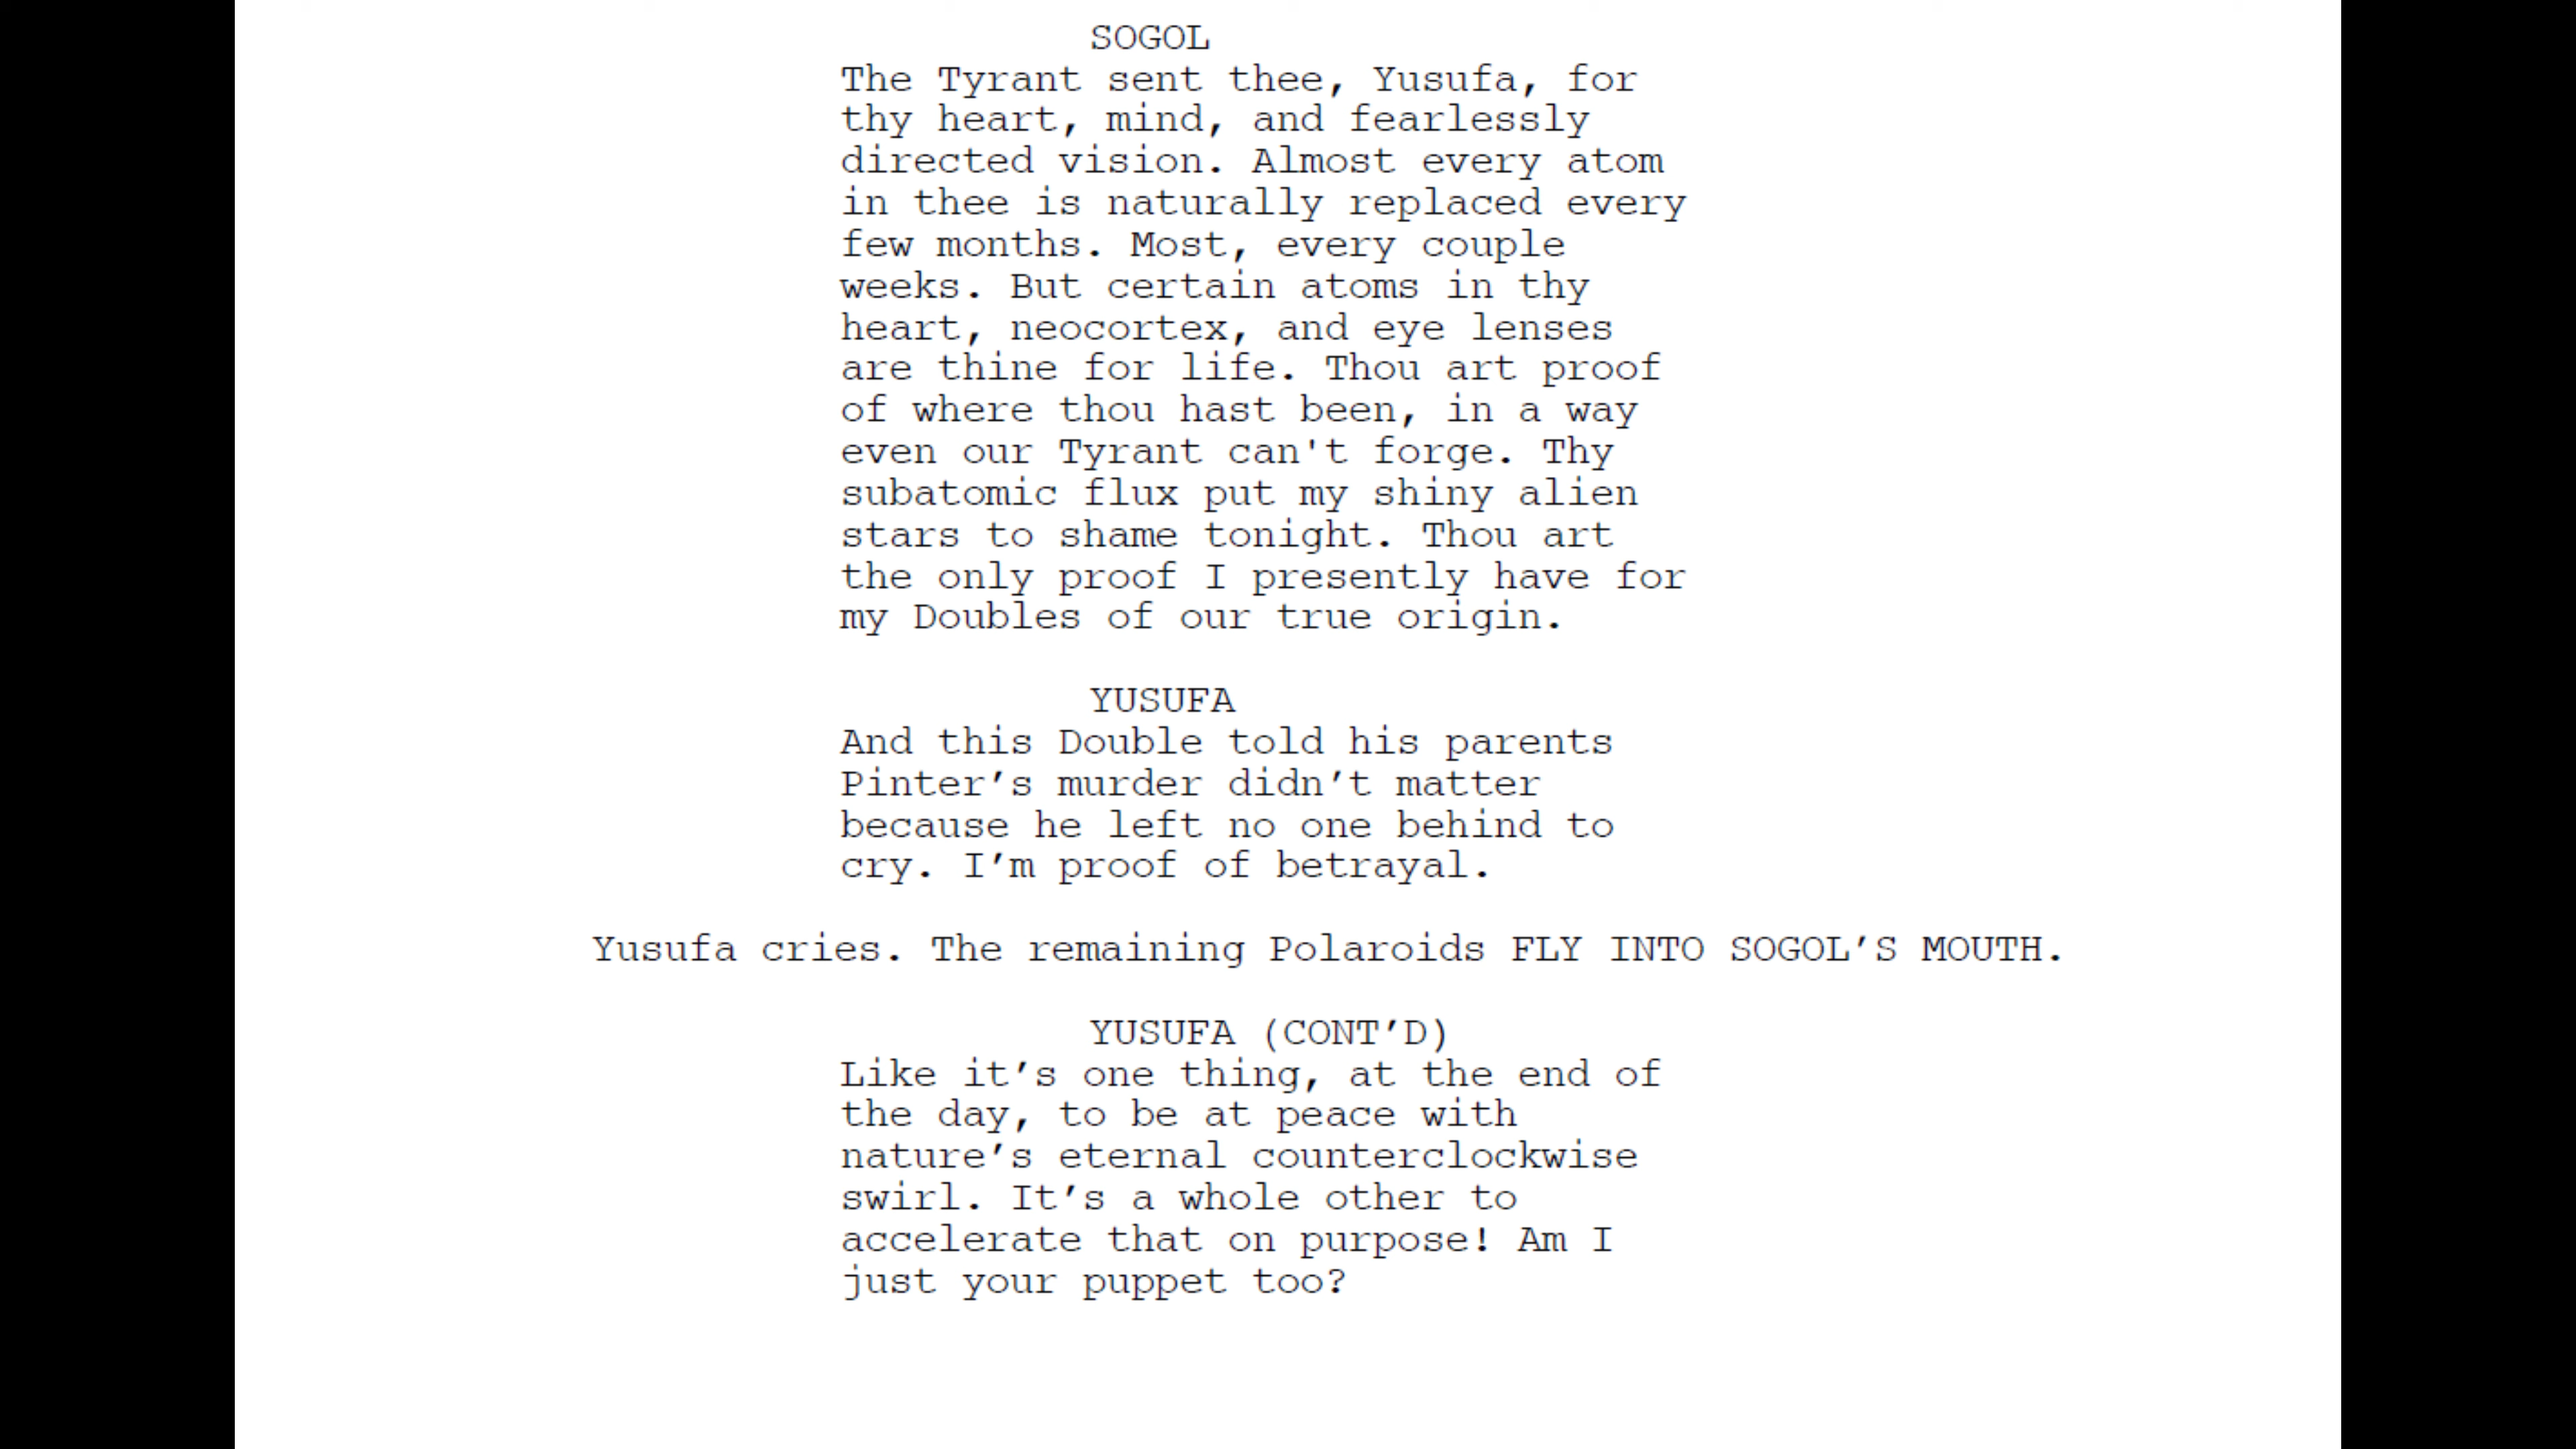 SOGOL
The Tyrant sent thee, Yusufa, for
thy heart, mind, and fearlessly
directed vision. Almost every atom
in thee is naturally replaced every
few months. Most, every couple
weeks. But certain atoms in thy
heart, neocortex, and eye lenses
are thine for life. Thou art proof
of where thou hast been, in a way
even our Tyrant can't forge. Thy
subatomic flux put my shiny alien
stars to shame tonight. Thou art
the only proof I presently have for
my Doubles of our true origin.
YUSUFA
And this Double told his parents
Pinter’s murder didn’t matter
because he left no one behind to
cry. I’m proof of betrayal.
Yusufa cries. The remaining Polaroids FLY INTO SOGOL’S MOUTH.
YUSUFA (CONT’D)
Like it’s one thing, at the end of
the day, to be at peace with
nature’s eternal counterclockwise
swirl. It’s a whole other to
accelerate that on purpose! Am I
just your puppet too?